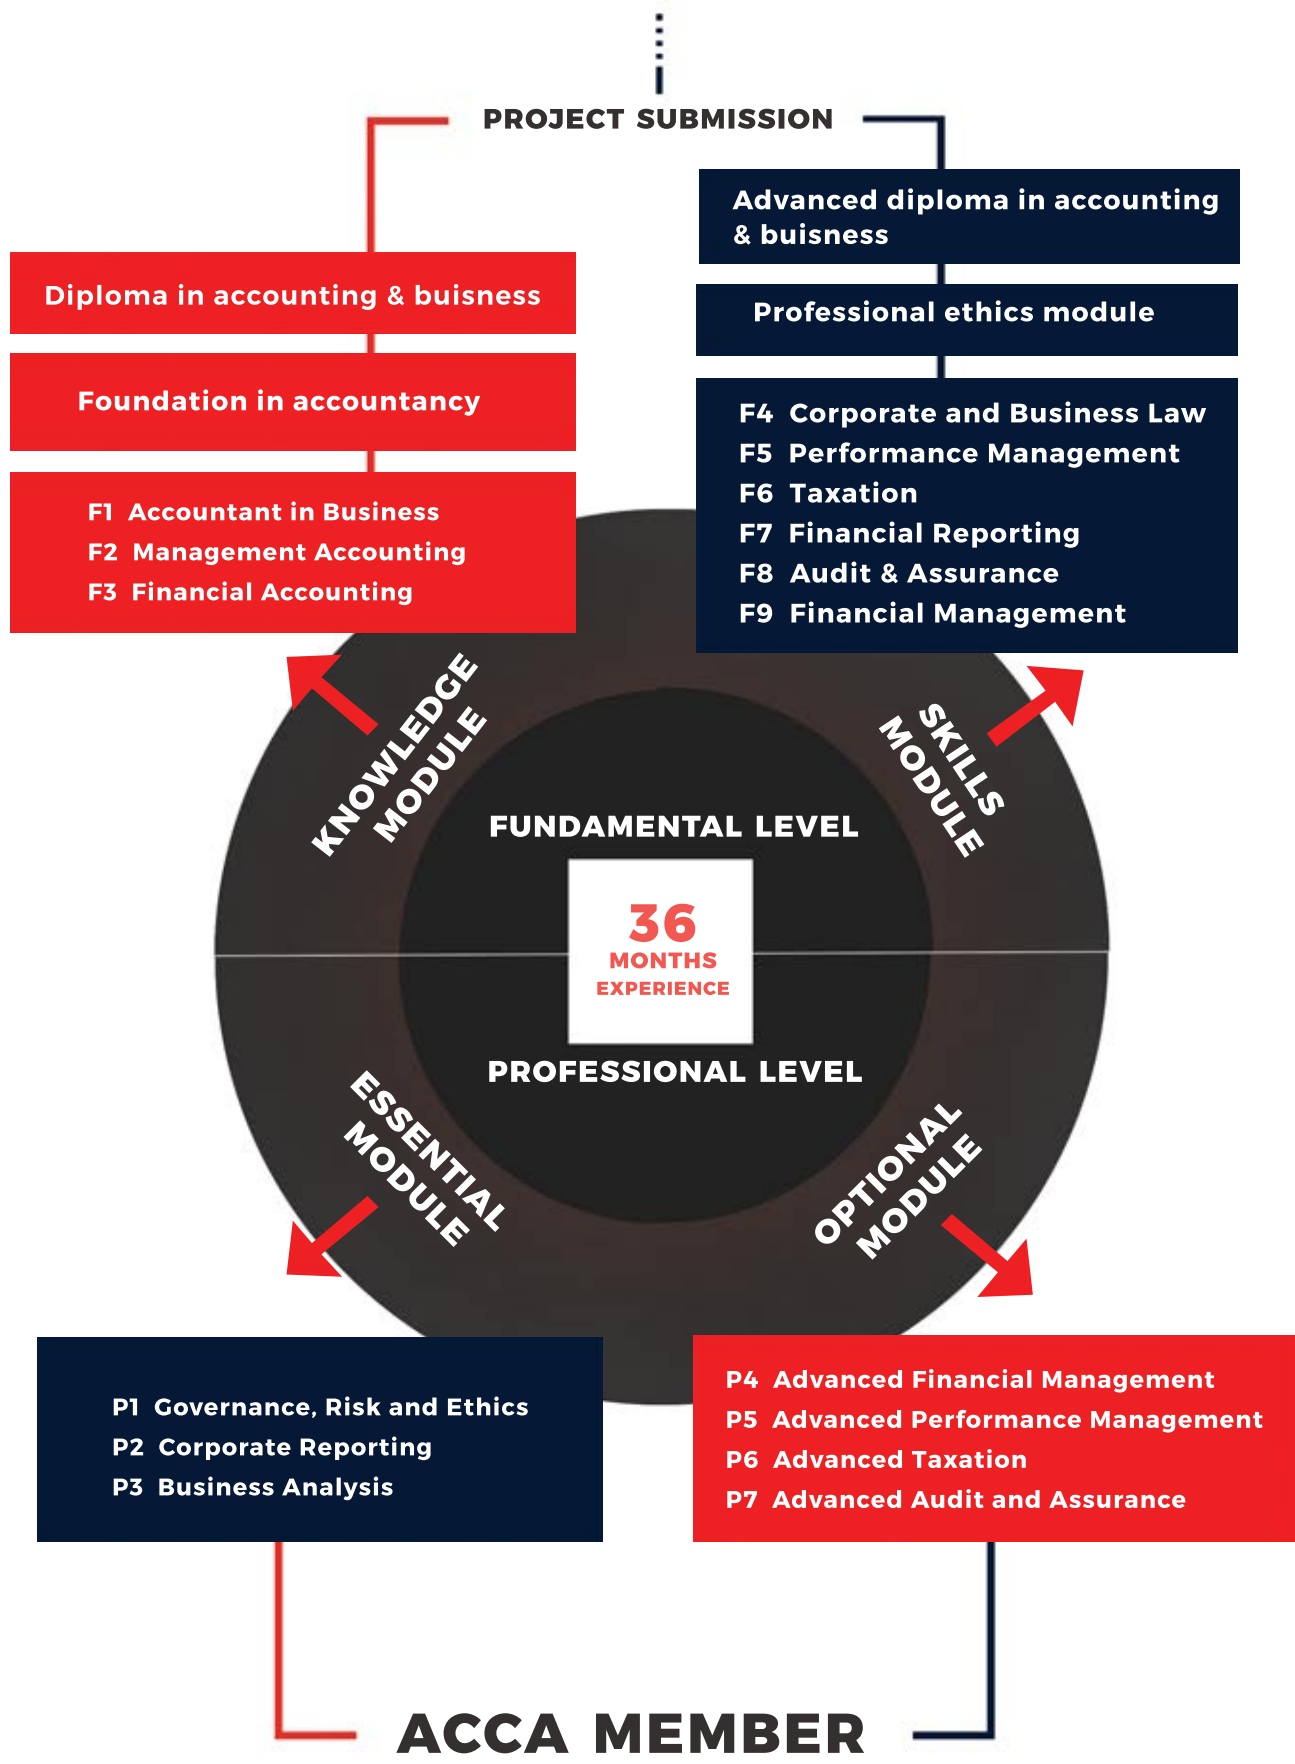 PROJECT SUBMISSION
Diploma in accounting & buisness
Foundation in accountancy
F1 Accountant in Business
F2 Management Accounting
F3 Financial Accounting
Advanced diploma in accounting
& buisness
Professional ethics module
F4 Corporate and Business Law
F5 Performance Management
F6 Taxation
F7 Financial Reporting
F8 Audit & Assurance
F9 Financial Management
KNOWLEDGE
MODULE
SKILLS
MODULE
FUNDAMENTAL LEVEL
36
MONTHS
EXPERIENCE
PROFESSIONAL LEVEL
ESSENTIAL
MODULE
OPTIONAL
MODULE
P1 Governance, Risk and Ethics
P2 Corporate Reporting
P3 Business Analysis
P4 Advanced Financial Management
P5 Advanced Performance Management
P6 Advanced Taxation
P7 Advanced Audit and Assurance
ACCA MEMBER